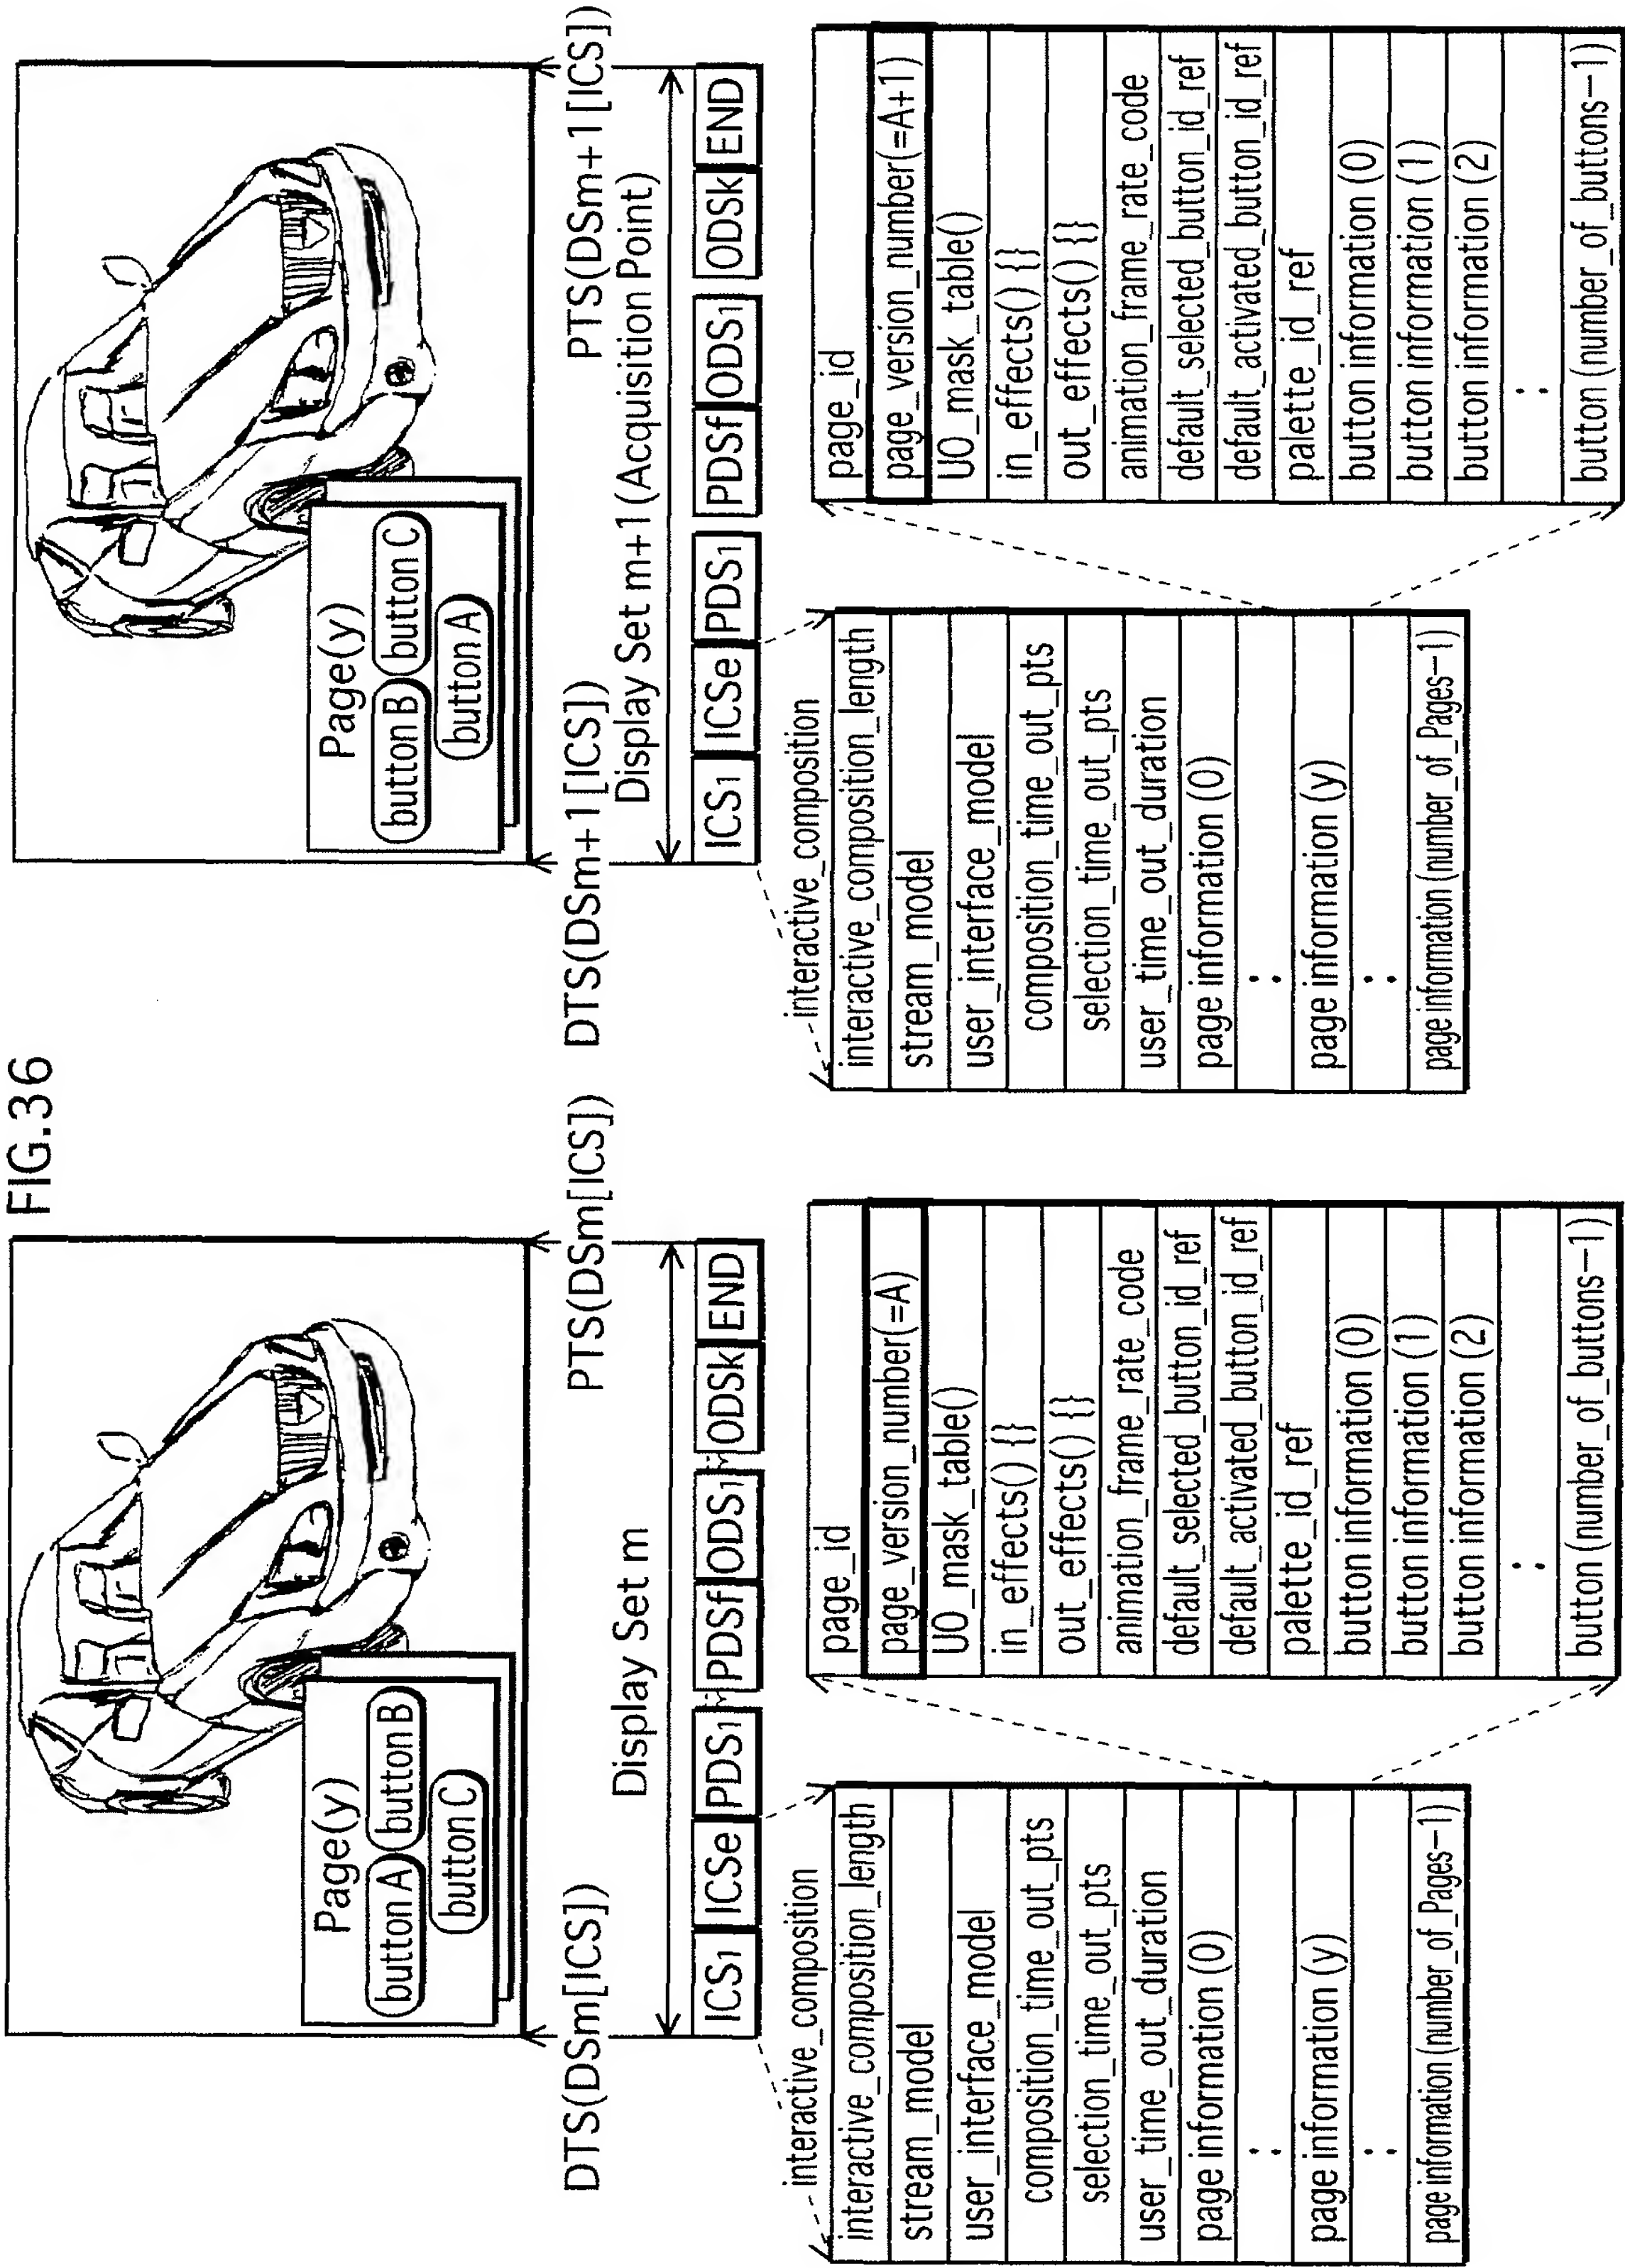 FIG.36
Page(y)
button A button B
button C
DTS(DSm[ICS])
PTS(DSm[ICS])
Display Set m
ICS1 ICSe PDS1 PDSf ODS1 ODSk END
interactive_composition
interactive_composition_length
stream_model
user_interface_model
composition_time_out_pts
selection_time_out_pts
user_time_out_duration
page information (0)
:
page information (y)
:
page information (number_of_Pages−1)
page_id
page_version_number(=A)
UO_mask_table()
in_effects() {}
out_effects() {}
animation_frame_rate_code
default_selected_button_id_ref
default_activated_button_id_ref
palette_id_ref
button information (0)
button information (1)
button information (2)
:
button (number_of_buttons−1)
Page(y)
button B button C
button A
DTS(DSm+1[ICS])
PTS(DSm+1[ICS])
Display Set m+1 (Acquisition Point)
ICS1 ICSe PDS1 PDSf ODS1 ODSk END
interactive_composition
interactive_composition_length
stream_model
user_interface_model
composition_time_out_pts
selection_time_out_pts
user_time_out_duration
page information (0)
:
page information (y)
:
page information (number_of_Pages−1)
page_id
page_version_number(=A+1)
UO_mask_table()
in_effects() {}
out_effects() {}
animation_frame_rate_code
default_selected_button_id_ref
default_activated_button_id_ref
palette_id_ref
button information (0)
button information (1)
button information (2)
:
button (number_of_buttons−1)